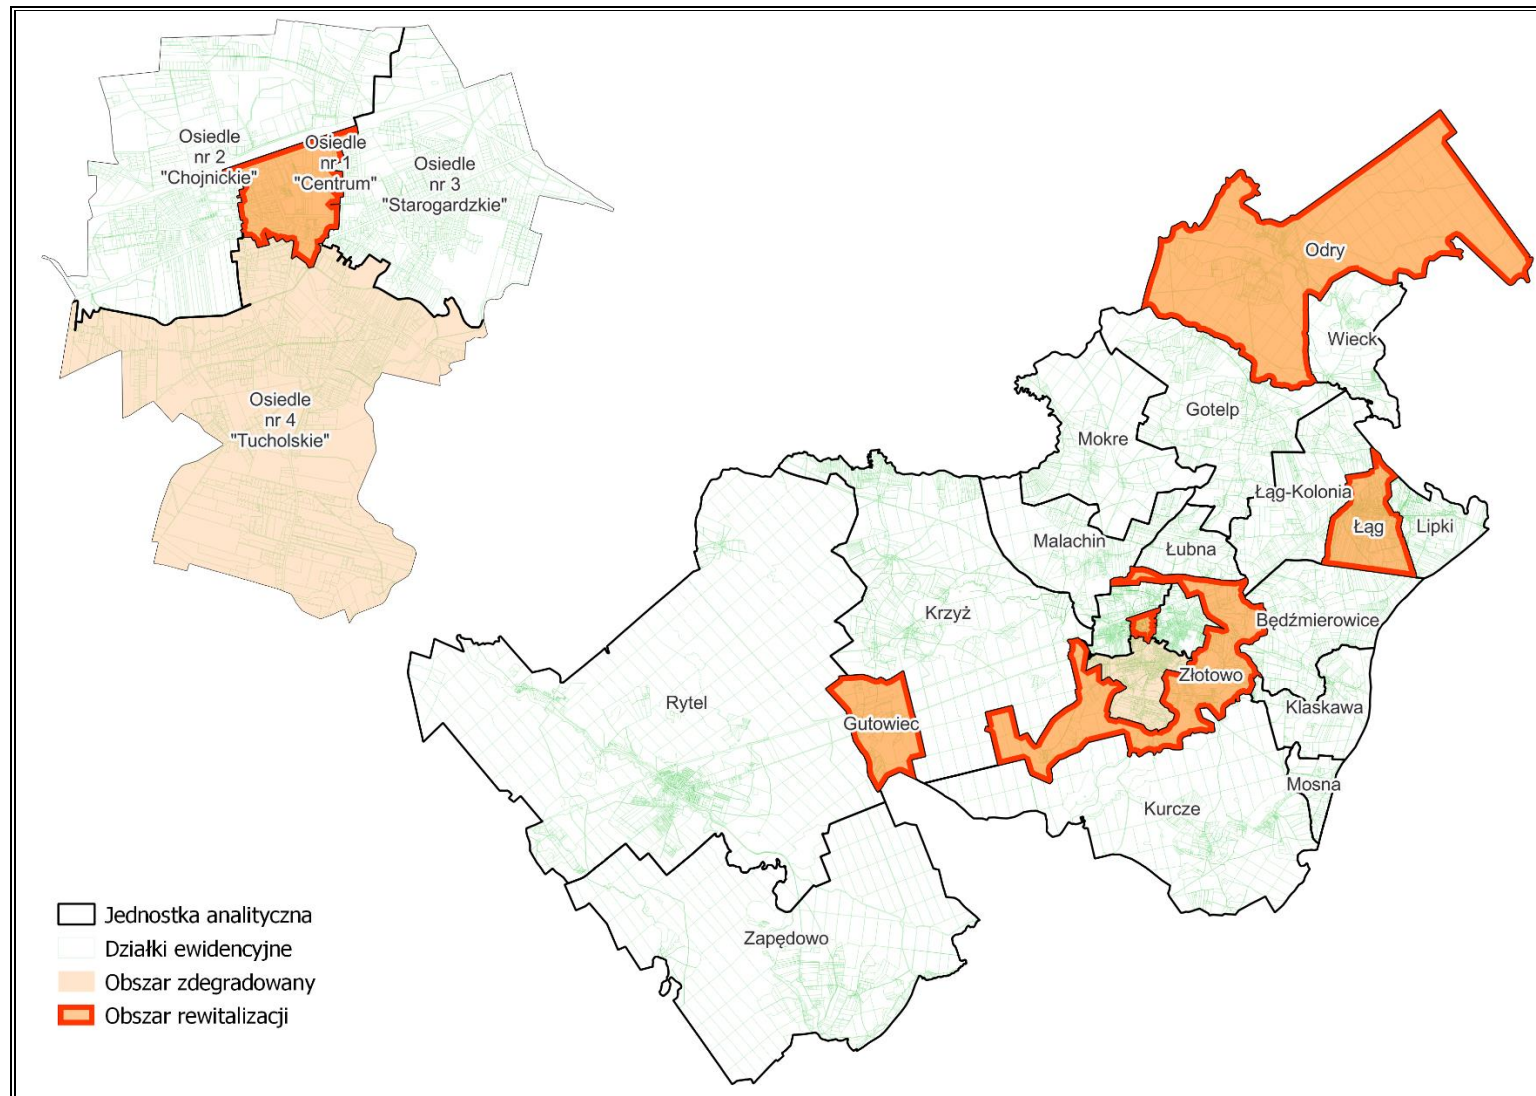 Osiedle
nr 2
"Chojnickie"
Osiedle
nr 1
"Centrum"
Osiedle
nr 3
"Starogardzkie"
Osiedle
nr 4
"Tucholskie"
Odry
Wieck
Gotelp
Mokre
Łąg-Kolonia
Łąg
Lipki
Malachin
Łubna
Krzyż
Będźmierowice
Złotowo
Rytel
Gutowiec
Klaskawa
Mosna
Kurcze
Zapędowo
Jednostka analityczna
Działki ewidencyjne
Obszar zdegradowany
Obszar rewitalizacji